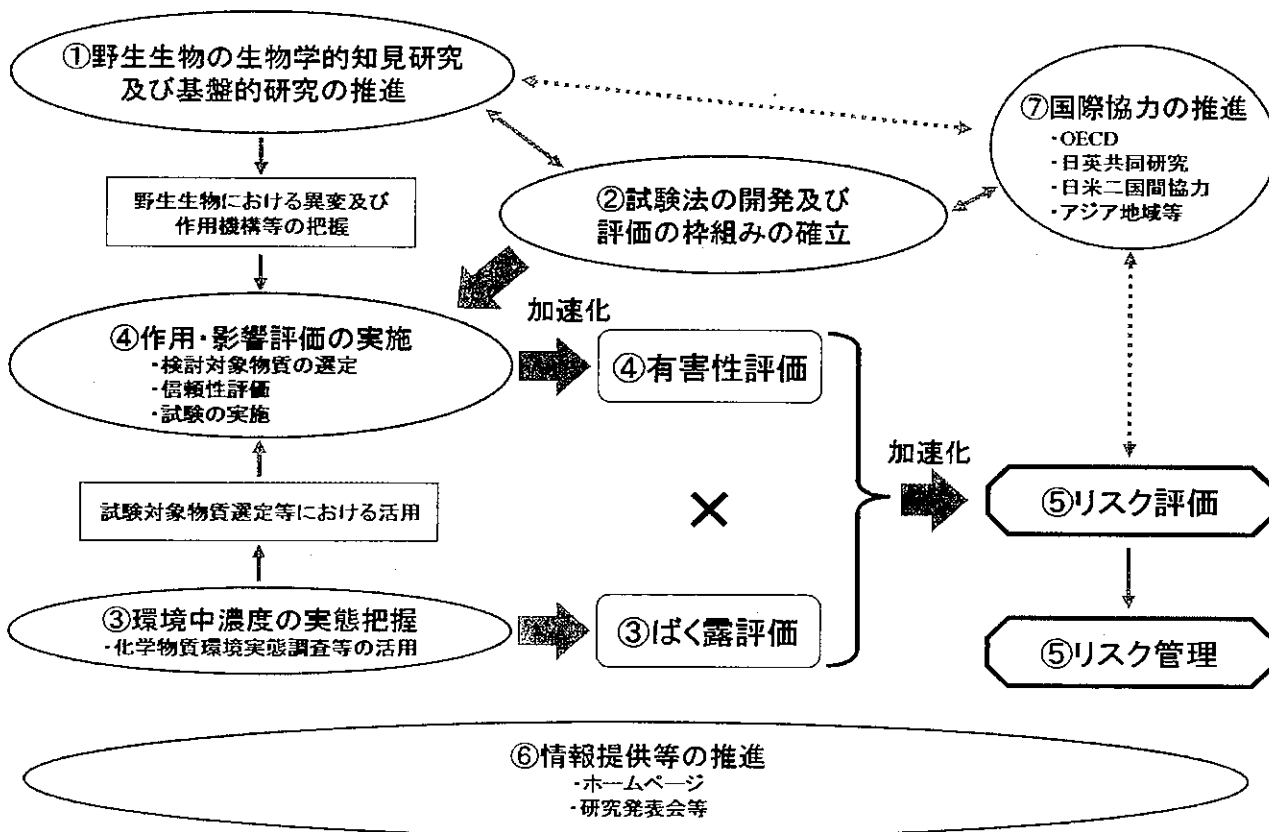 ①野生生物の生物学的知見研究
及び基盤的研究の推進
⑦国際協力の推進
・OECD
・日英共同研究
・日米二国間協力
・アジア地域等
野生生物における異変及び
作用機構等の把握
②試験法の開発及び
評価の枠組みの確立
加速化
④作用・影響評価の実施
・検討対象物質の選定
・信頼性評価
・試験の実施
④有害性評価
加速化
試験対象物質選定等における活用
×
⑤リスク評価
③環境中濃度の実態把握
・化学物質環境実態調査等の活用
③ばく露評価
⑤リスク管理
⑥情報提供等の推進
・ホームページ
・研究発表会等